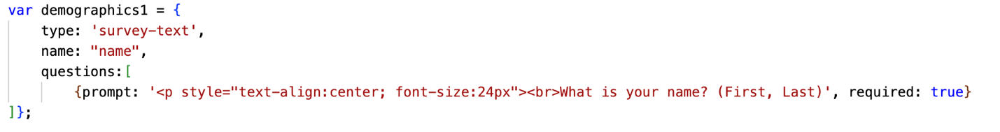 var demographics1 = {
    type: 'survey-text',
    name: "name",
    questions:[
        {prompt: '<p style="text-align:center; font-size:24px"><br>What is your name? (First, Last)', required: true}
]};